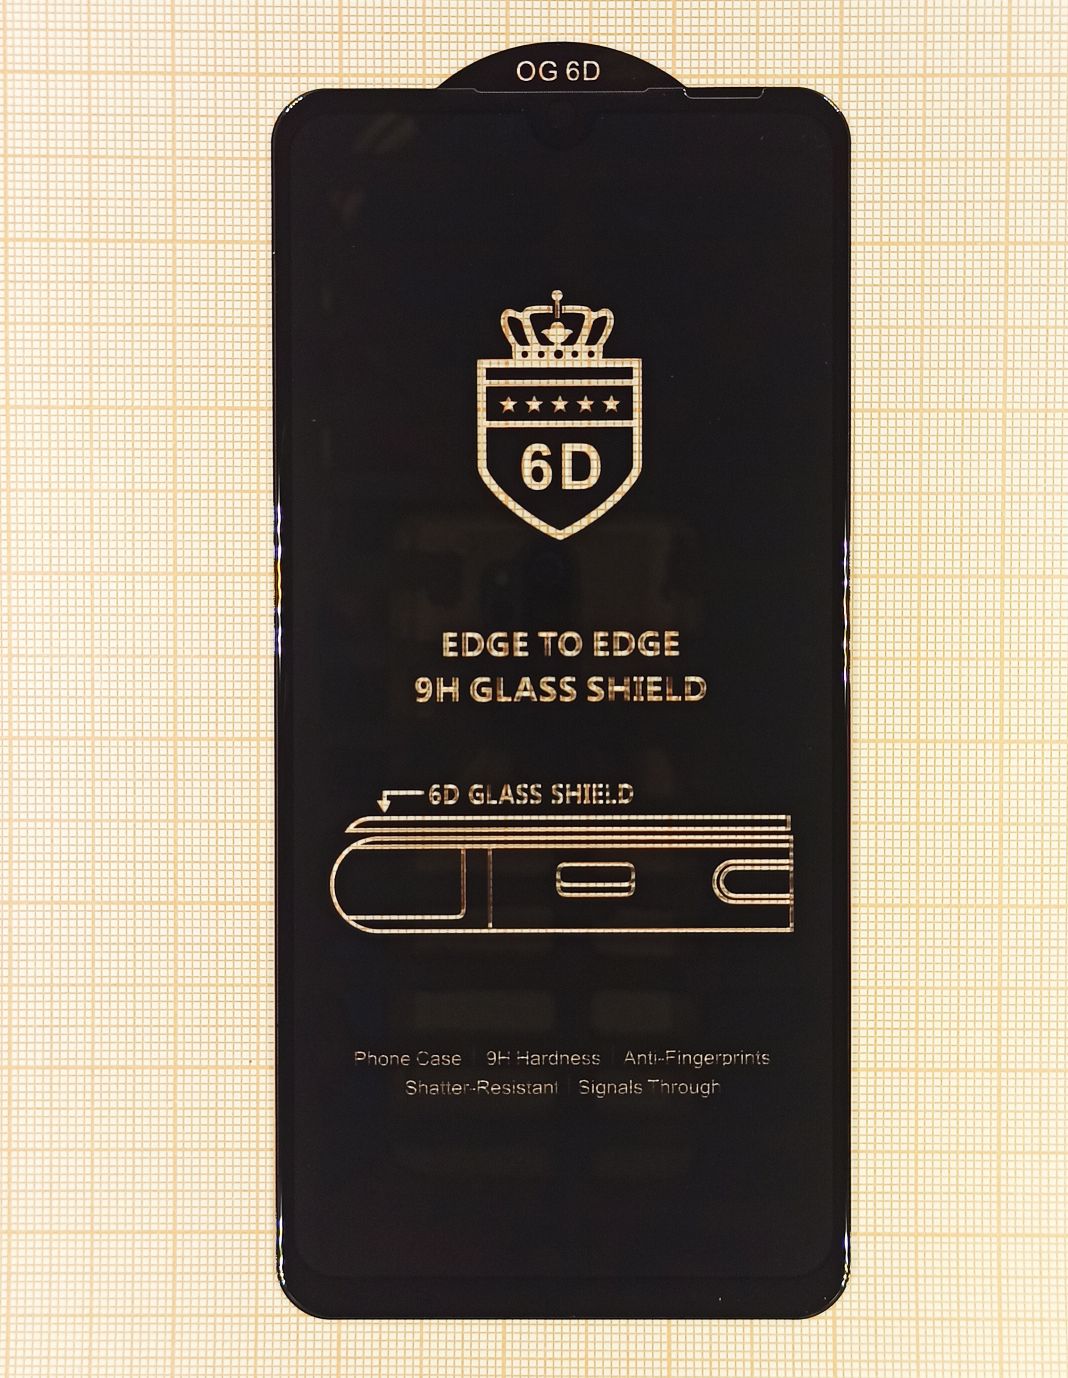 OG 6D
6D
EDGE TO EDGE
9H GLASS SHIELD
6D GLASS SHIELD
Phone Case | 9H Hardness | Anti-Fingerprints
Shatter-Resistant | Signals Through